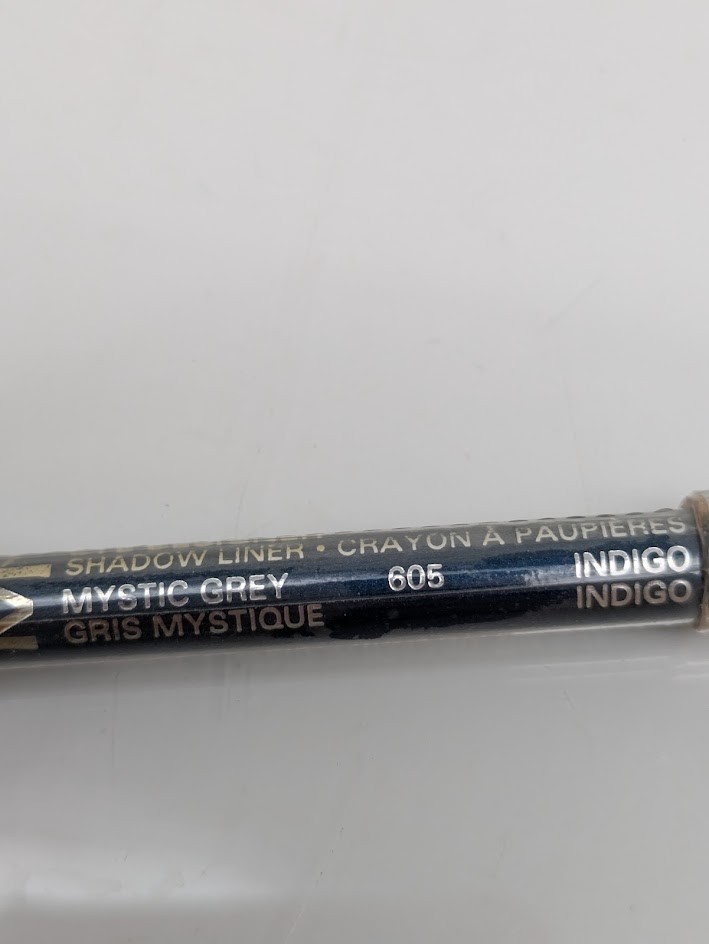 SHADOW LINER • CRAYON À PAUPIÈRES
MYSTIC GREY 605 INDIGO
GRIS MYSTIQUE INDIGO